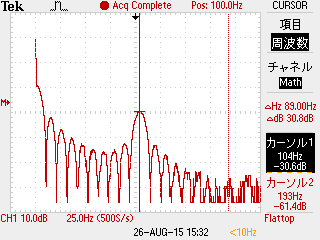 Tek Acq Complete Pos: 100.0Hz CURSOR
項目
周波数
チャネル
Math
M
ΔHz 89.00Hz
ΔdB 30.8dB
カーソル1
104Hz
-30.6dB
カーソル2
193Hz
-61.4dB
CH1 10.0dB 25.0Hz (500S/s) Flattop
26-AUG-15 15:32 <10Hz